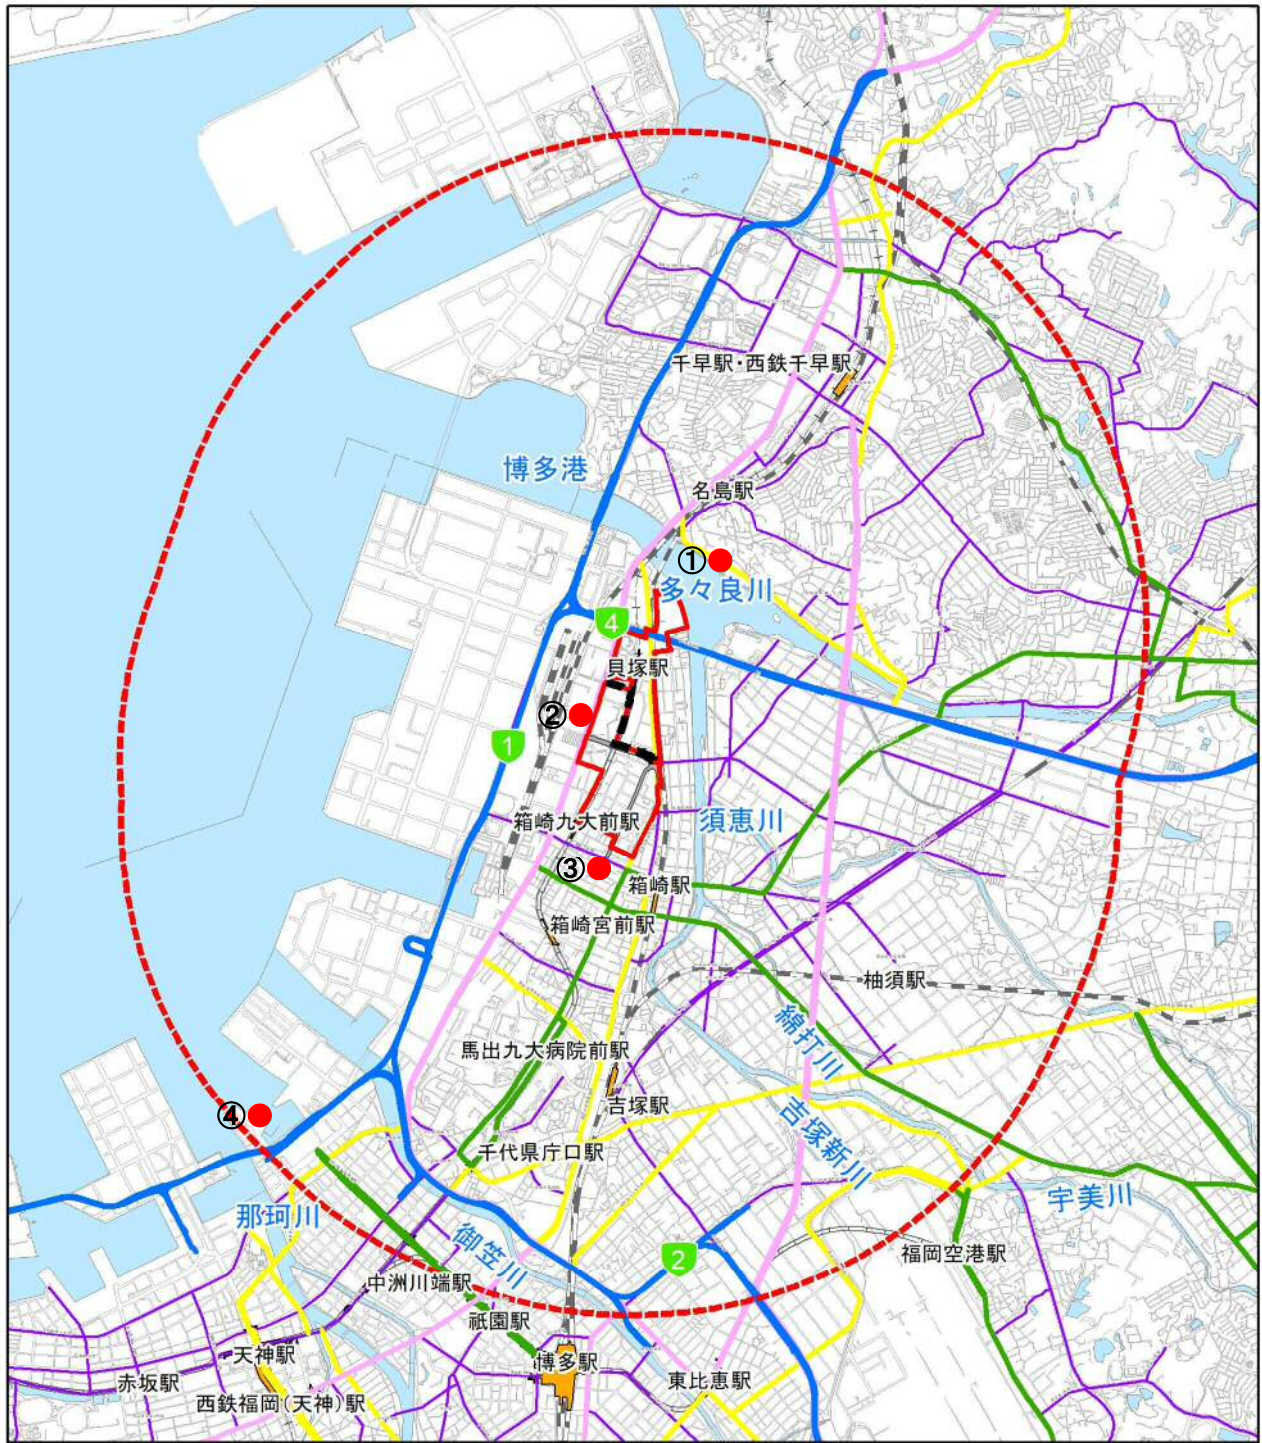 千早駅・西鉄千早駅
博多港
名島駅
①
多々良川
4
貝塚駅
②
1
箱崎九大前駅
須恵川
③
箱崎駅
箱崎宮前駅
柚須駅
綿打川
馬出九大病院前駅
吉塚駅
④
吉塚新川
千代県庁口駅
宇美川
那珂川
御笠川
2
福岡空港駅
中洲川端駅
祇園駅
天神駅
博多駅
赤坂駅
東比恵駅
西鉄福岡(天神)駅